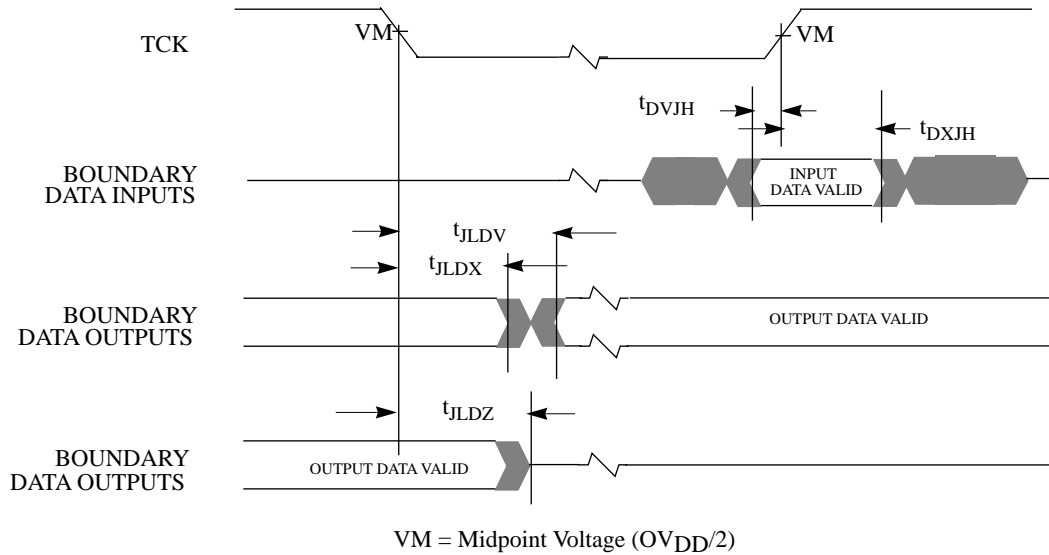 VM
TCK
VM
tDVJH
tDXJH
BOUNDARY
DATA INPUTS
INPUT
DATA VALID
tJLDV
tJLDX
BOUNDARY
DATA OUTPUTS
OUTPUT DATA VALID
tJLDZ
BOUNDARY
DATA OUTPUTS
OUTPUT DATA VALID
VM = Midpoint Voltage (OVDD/2)